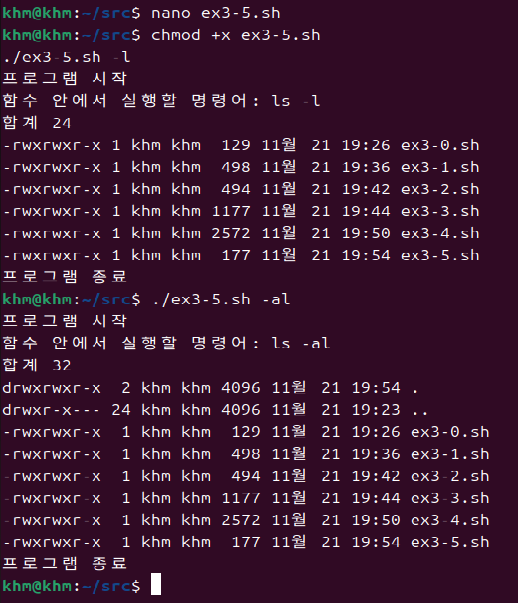 khm@khm:~/src$ nano ex3-5.sh
khm@khm:~/src$ chmod +x ex3-5.sh
./ex3-5.sh -l
프로그램 시작
함수 안에서 실행할 명령어: ls -l
합계 24
-rwxrwxr-x 1 khm khm  129 11월  21 19:26 ex3-0.sh
-rwxrwxr-x 1 khm khm  498 11월  21 19:36 ex3-1.sh
-rwxrwxr-x 1 khm khm  494 11월  21 19:42 ex3-2.sh
-rwxrwxr-x 1 khm khm 1177 11월  21 19:44 ex3-3.sh
-rwxrwxr-x 1 khm khm 2572 11월  21 19:50 ex3-4.sh
-rwxrwxr-x 1 khm khm  177 11월  21 19:54 ex3-5.sh
프로그램 종료
khm@khm:~/src$ ./ex3-5.sh -al
프로그램 시작
함수 안에서 실행할 명령어: ls -al
합계 32
drwxrwxr-x  2 khm khm 4096 11월  21 19:54 .
drwxr-x--- 24 khm khm 4096 11월  21 19:23 ..
-rwxrwxr-x  1 khm khm  129 11월  21 19:26 ex3-0.sh
-rwxrwxr-x  1 khm khm  498 11월  21 19:36 ex3-1.sh
-rwxrwxr-x  1 khm khm  494 11월  21 19:42 ex3-2.sh
-rwxrwxr-x  1 khm khm 1177 11월  21 19:44 ex3-3.sh
-rwxrwxr-x  1 khm khm 2572 11월  21 19:50 ex3-4.sh
-rwxrwxr-x  1 khm khm  177 11월  21 19:54 ex3-5.sh
프로그램 종료
khm@khm:~/src$